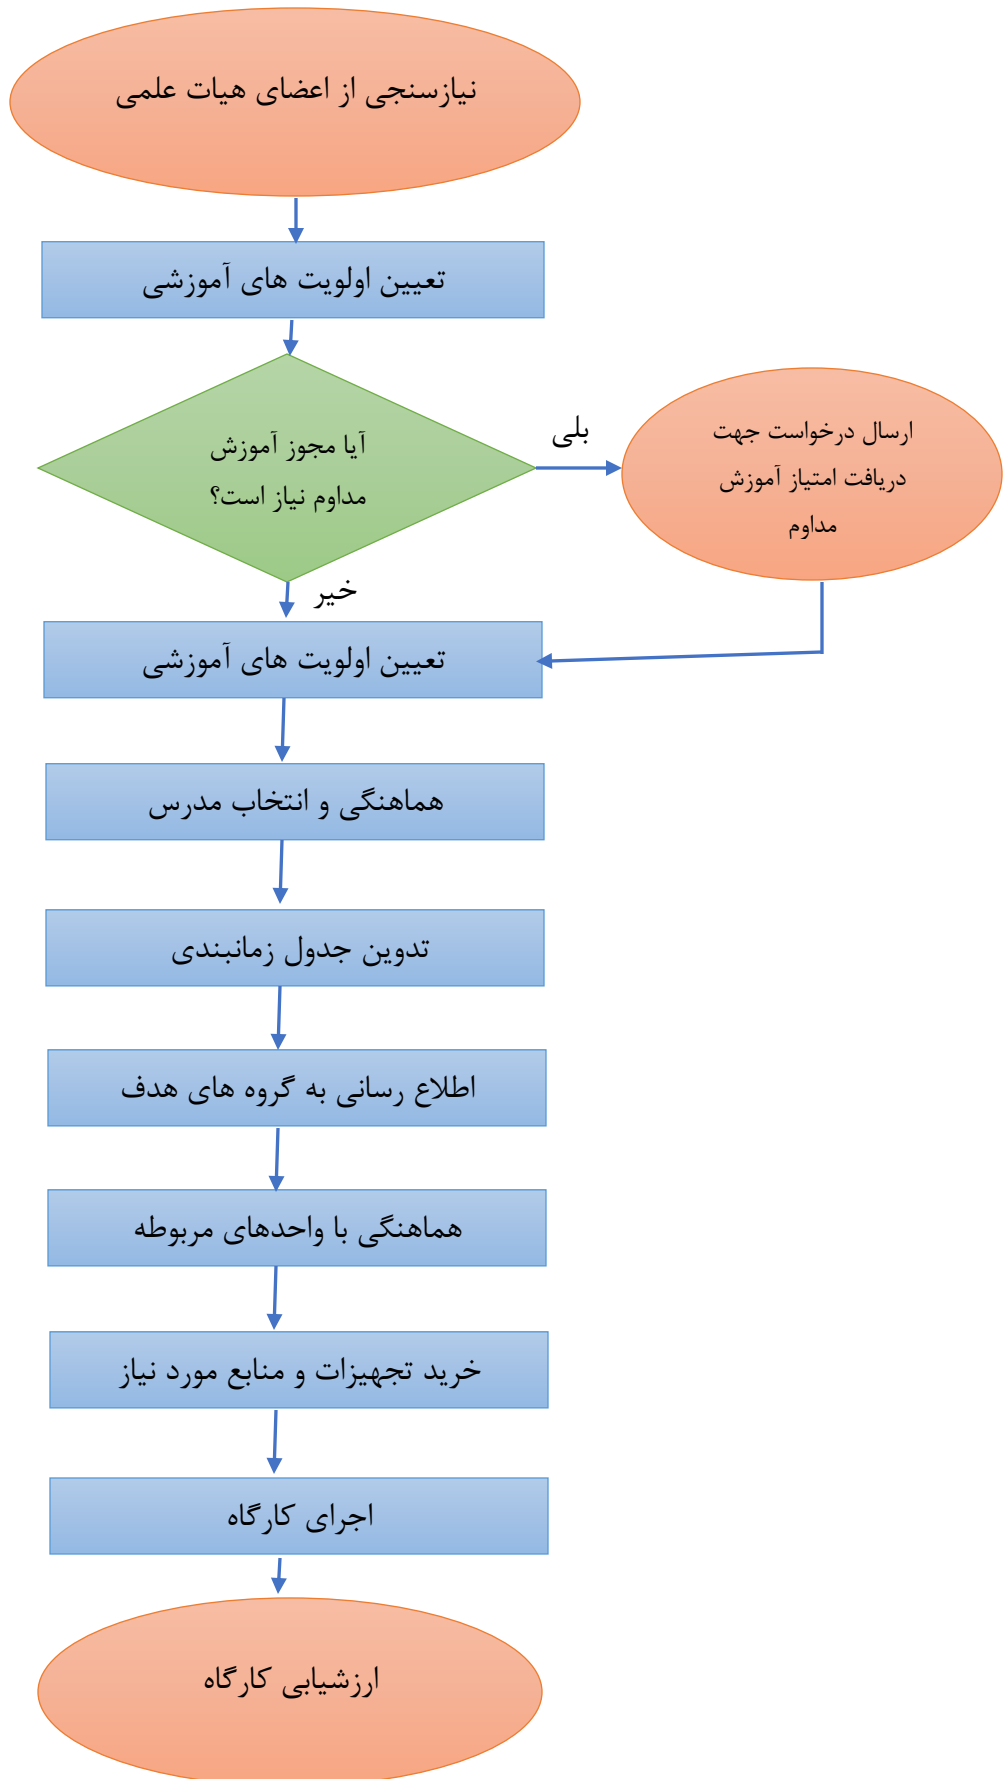 نیازسنجی از اعضای هیات علمی
تعیین اولویت های آموزشی
آیا مجوز آموزش
مداوم نیاز است؟
بلی
ارسال درخواست جهت
دریافت امتیاز آموزش
مداوم
خیر
تعیین اولویت های آموزشی
هماهنگی و انتخاب مدرس
تدوین جدول زمانبندی
اطلاع رسانی به گروه های هدف
هماهنگی با واحدهای مربوطه
خرید تجهیزات و منابع مورد نیاز
اجرای کارگاه
ارزشیابی کارگاه